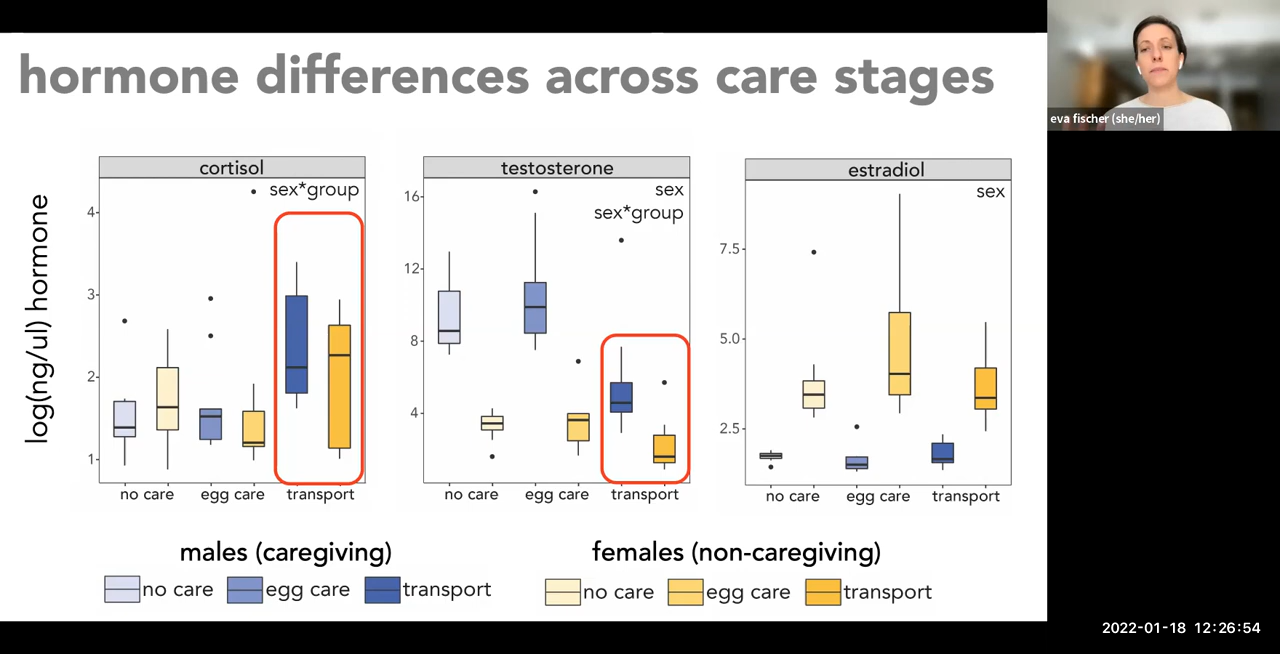 hormone differences across care stages
eva fischer (she/her)
log(ng/ul) hormone
cortisol
sex*group
4
3
2
1
no care egg care transport
testosterone
sex
sex*group
16
12
8
4
no care egg care transport
estradiol
sex
7.5
5.0
2.5
no care egg care transport
males (caregiving)
no care egg care transport
females (non-caregiving)
no care egg care transport
2022-01-18 12:26:54